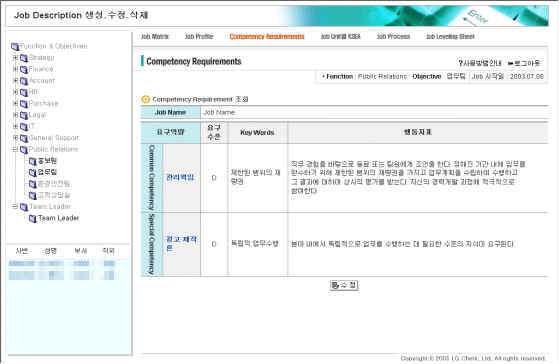 Job Description 생성.수정.삭제
Enter
Job Matrix Job Profile Competency Requirements Job Unit별 KSEA Job Process Job Leveling Sheet
Function & Objectives
Strategy
Finance
Account
HR
Purchase
Legal
IT
General Support
Public Relations
홍보팀
업무팀
Team Leader
Team Leader
사번 성명 부서 직위
Competency Requirements
?사용방법안내 로그아웃
Function : Public Relations Objective 업무팀 Job 시작일 : 2003.07.08
Competency Requirement 조회
Job Name Job Name
요구역량 요구수준 Key Words 행동지표
Common Competency
관리역임
D
제한된 범위의 재량권
직무 경험을 바탕으로 동료 또는 팀원에게 조언을 한다. 정해진 기간 내에 임무를
완수하기 위해 제한된 범위의 재량권을 가지고 업무계획을 수립하여 수행하고
그 결과에 대하여 상사의 평가를 받는다. 자신의 경력개발 과정에 적극적으로
참여한다
Special Competency
광고 제작
론
D
독립적 업무수행
분야 내에서 독립적으로 업무를 수행하는 데 필요한 수준의 지식이 요구된다
수 정
Copyright © 2003 LG Chem, Ltd. All rights reserved.